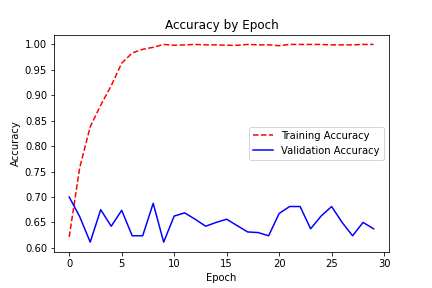 Accuracy by Epoch
1.00
0.95
0.90
0.85
0.80
0.75
0.70
0.65
0.60
Accuracy
Training Accuracy
Validation Accuracy
0 5 10 15 20 25 30
Epoch